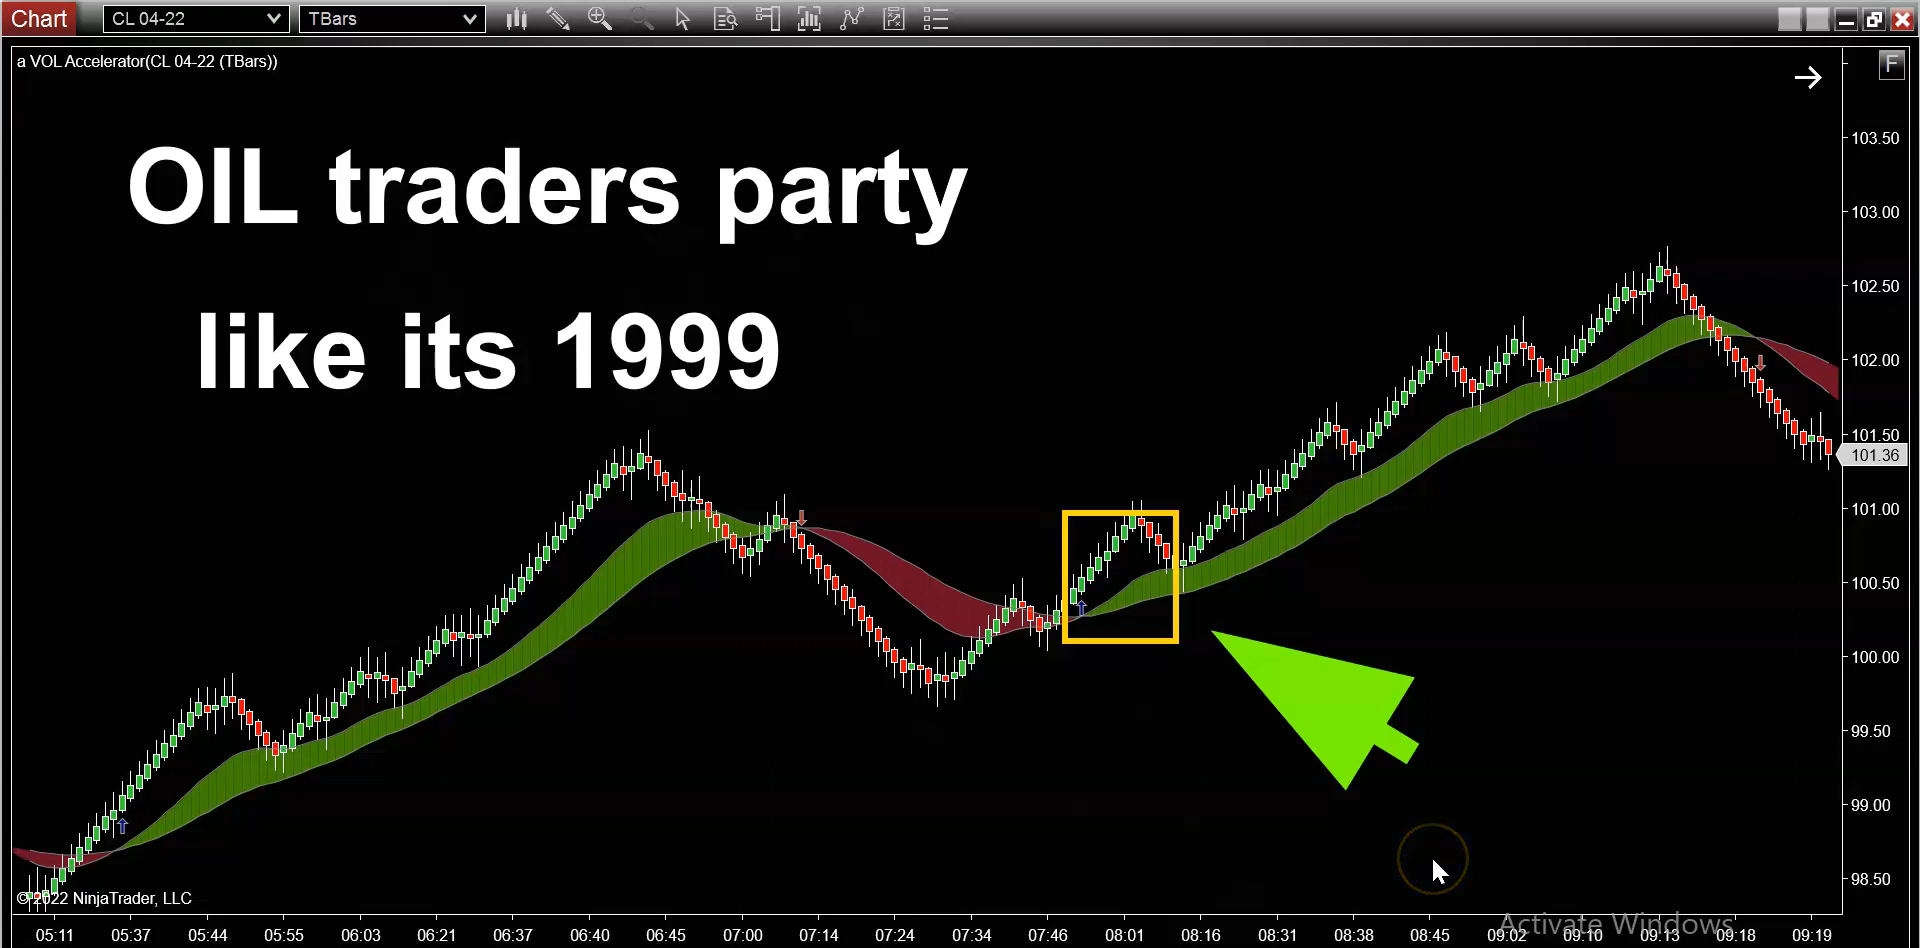 Chart
CL 04-22
TBars
a VOL Accelerator(CL 04-22 (TBars))
F
OIL traders party
like its 1999
103.50
103.00
102.50
102.00
101.50
101.36
101.00
100.50
100.00
99.50
99.00
98.50
© 2022 NinjaTrader, LLC
Activate Windows
05:11 05:37 05:44 05:55 06:03 06:21 06:37 06:40 06:45 07:00 07:14 07:24 07:34 07:46 08:01 08:16 08:31 08:38 08:45 09:02 09:10 09:13 09:18 09:19